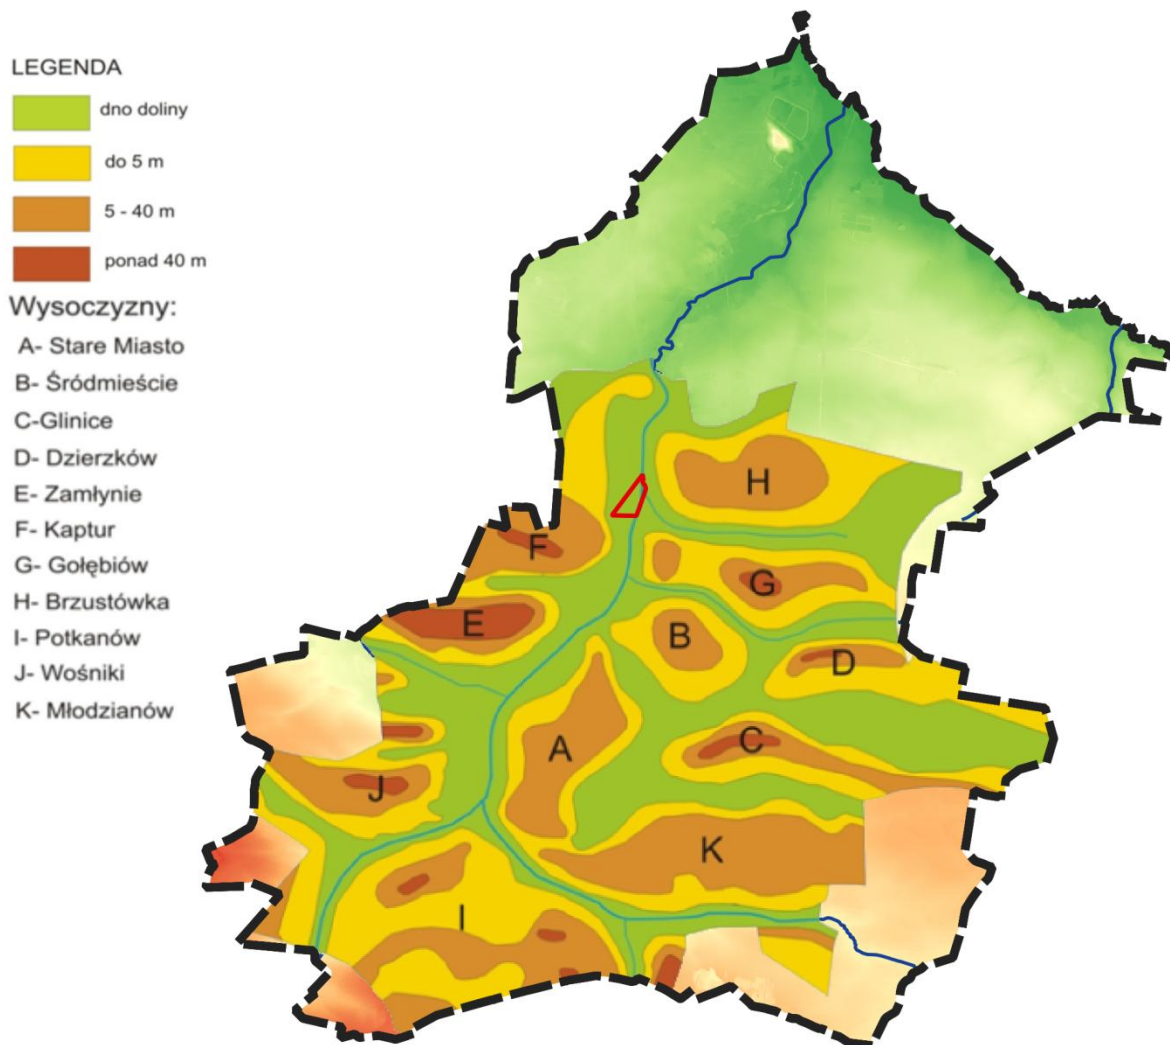 LEGENDA
dno doliny
do 5 m
5 - 40 m
ponad 40 m
Wysoczyzny:
A- Stare Miasto
B- Śródmieście
C-Glinice
D- Dzierzków
E- Zamłynie
F- Kaptur
G- Gołębiów
H- Brzustówka
I- Potkanów
J- Wośniki
K- Młodzianów
H
F
G
E
B
D
A
C
J
K
I